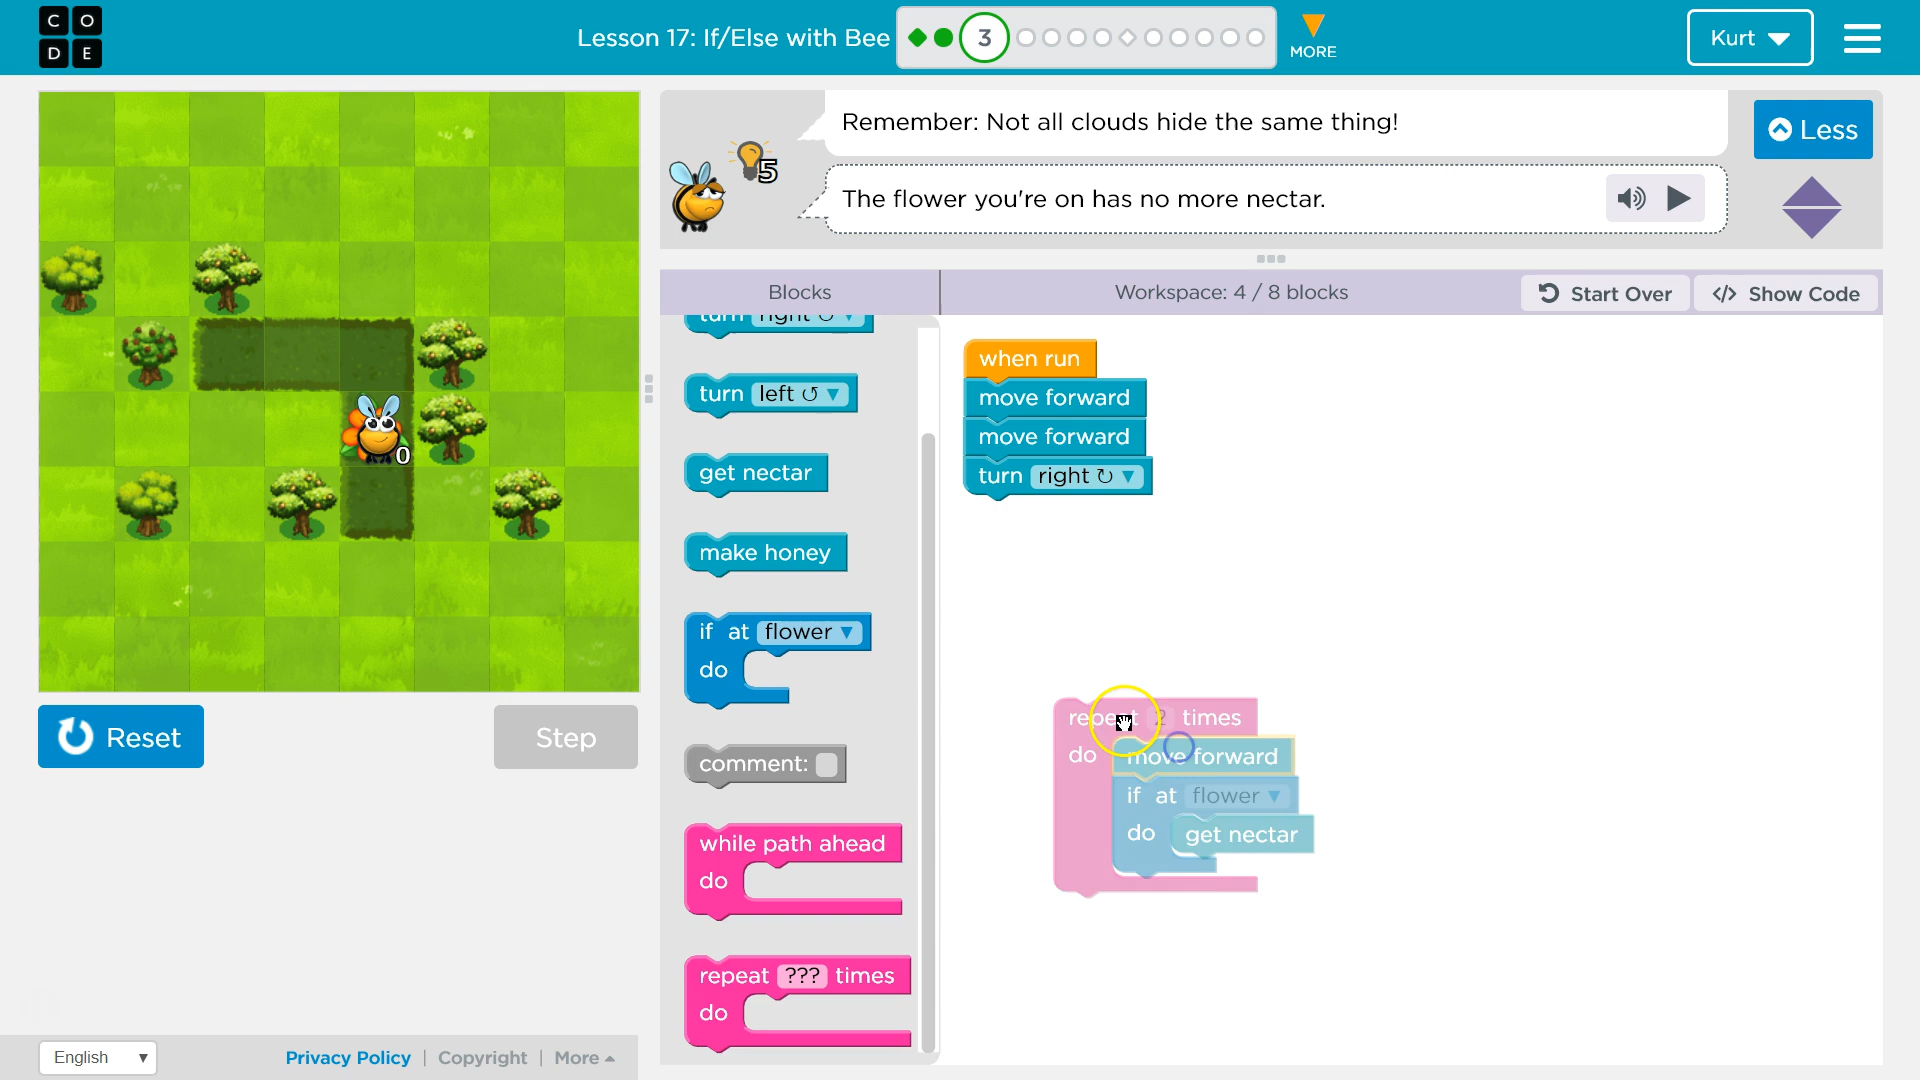 C O
D E
Lesson 17: If/Else with Bee
3
MORE
Kurt
Remember: Not all clouds hide the same thing!
5
The flower you're on has no more nectar.
Less
Blocks
Workspace: 4 / 8 blocks
Start Over
Show Code
turn right
turn left
get nectar
make honey
if at flower
do
comment:
while path ahead
do
repeat ??? times
do
when run
move forward
move forward
turn right
repeat 2 times
do move forward
if at flower
do get nectar
0
Reset
Step
English
Privacy Policy | Copyright | More